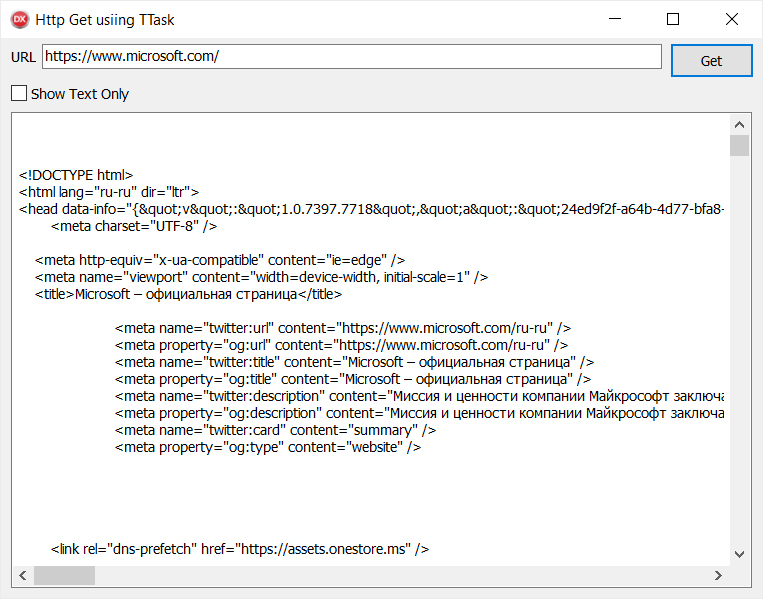 DX Http Get usiing TTask
URL https://www.microsoft.com/ Get
Show Text Only
<!DOCTYPE html>
<html lang="ru-ru" dir="ltr">
<head data-info="{&quot;v&quot;:&quot;1.0.7397.7718&quot;,&quot;a&quot;:&quot;24ed9f2f-a64b-4d77-bfa8-
<meta charset="UTF-8" />
<meta http-equiv="x-ua-compatible" content="ie=edge" />
<meta name="viewport" content="width=device-width, initial-scale=1" />
<title>Microsoft – официальная страница</title>
<meta name="twitter:url" content="https://www.microsoft.com/ru-ru" />
<meta property="og:url" content="https://www.microsoft.com/ru-ru" />
<meta name="twitter:title" content="Microsoft – официальная страница" />
<meta property="og:title" content="Microsoft – официальная страница" />
<meta name="twitter:description" content="Миссия и ценности компании Майкрософт заключа
<meta property="og:description" content="Миссия и ценности компании Майкрософт заключа
<meta name="twitter:card" content="summary" />
<meta property="og:type" content="website" />
<link rel="dns-prefetch" href="https://assets.onestore.ms" />